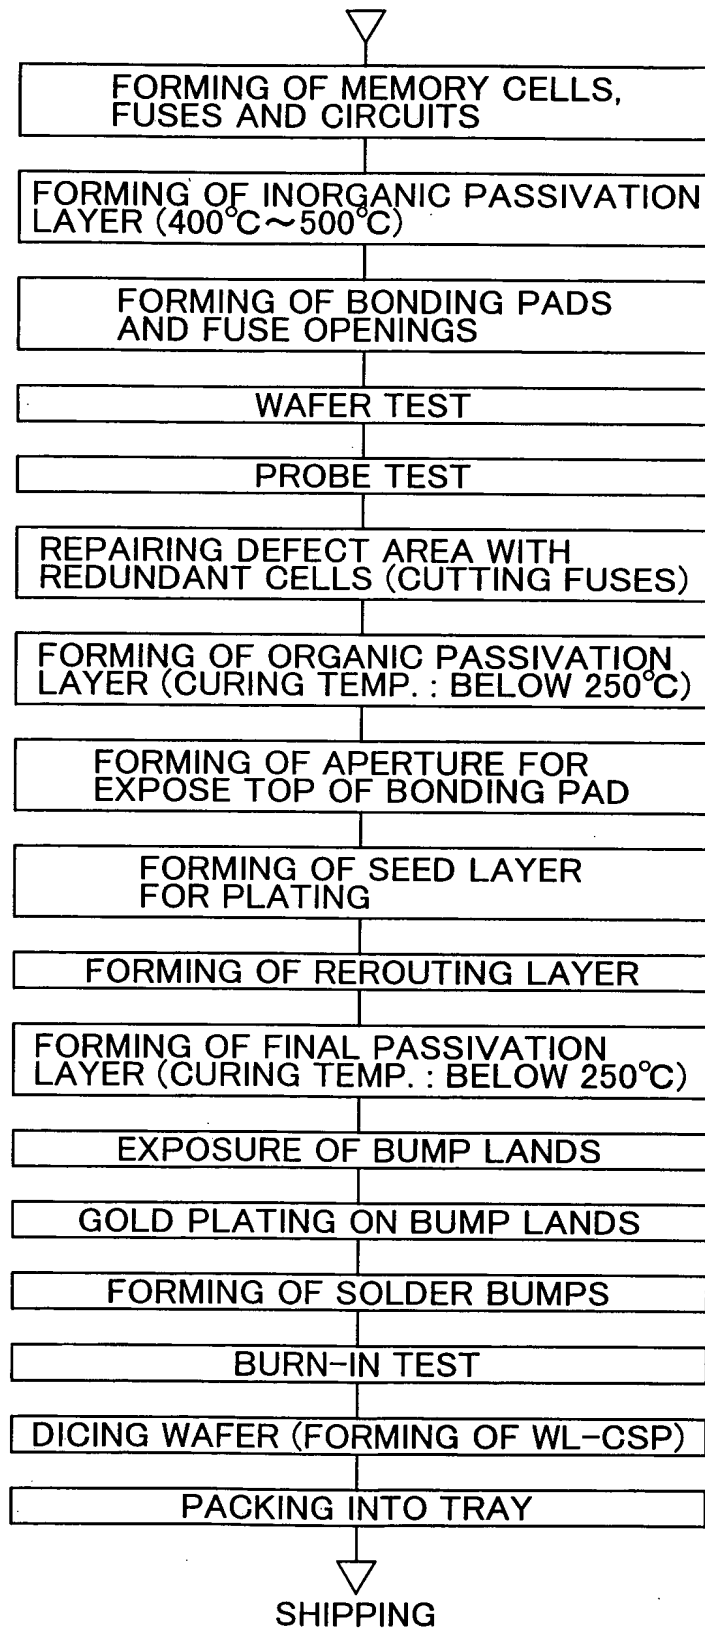 FORMING OF MEMORY CELLS,
FUSES AND CIRCUITS
FORMING OF INORGANIC PASSIVATION
LAYER (400°C～500°C)
FORMING OF BONDING PADS
AND FUSE OPENINGS
WAFER TEST
PROBE TEST
REPAIRING DEFECT AREA WITH
REDUNDANT CELLS (CUTTING FUSES)
FORMING OF ORGANIC PASSIVATION
LAYER (CURING TEMP. : BELOW 250°C)
FORMING OF APERTURE FOR
EXPOSE TOP OF BONDING PAD
FORMING OF SEED LAYER
FOR PLATING
FORMING OF REROUTING LAYER
FORMING OF FINAL PASSIVATION
LAYER (CURING TEMP. : BELOW 250°C)
EXPOSURE OF BUMP LANDS
GOLD PLATING ON BUMP LANDS
FORMING OF SOLDER BUMPS
BURN-IN TEST
DICING WAFER (FORMING OF WL-CSP)
PACKING INTO TRAY
SHIPPING